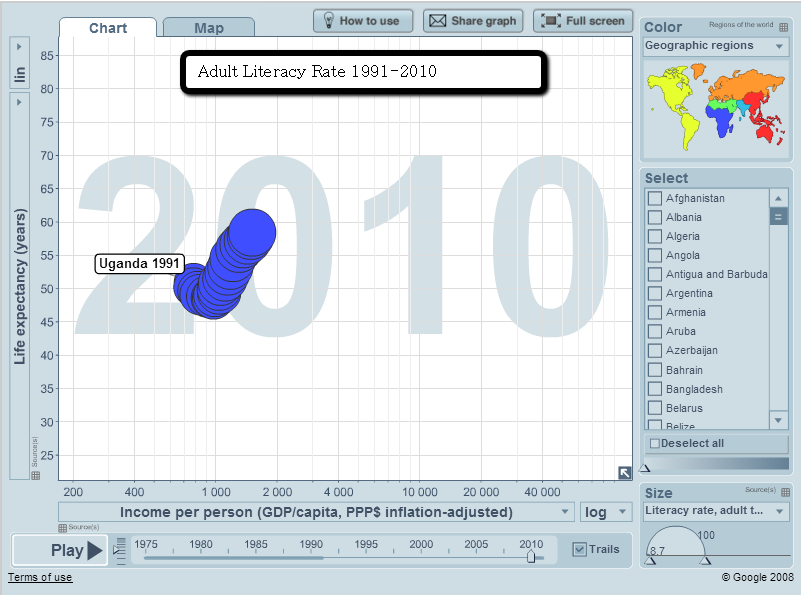 Chart
Map
How to use
Share graph
Full screen
Adult Literacy Rate 1991-2010
lin
Life expectancy (years)
Source(s)
85
80
75
70
65
60
55
50
45
40
35
30
25
2010
Uganda 1991
200
400
1 000
2 000
4 000
10 000
20 000
40 000
Income per person (GDP/capita, PPP$ inflation-adjusted)
log
Source(s)
Play
1975
1980
1985
1990
1995
2000
2005
2010
Trails
Color
Regions of the world
Geographic regions
Select
Afghanistan
Albania
Algeria
Angola
Antigua and Barbuda
Argentina
Armenia
Aruba
Azerbaijan
Bahrain
Bangladesh
Belarus
Belize
Deselect all
Size
Source(s)
Literacy rate, adult t...
100
8.7
Terms of use
© Google 2008